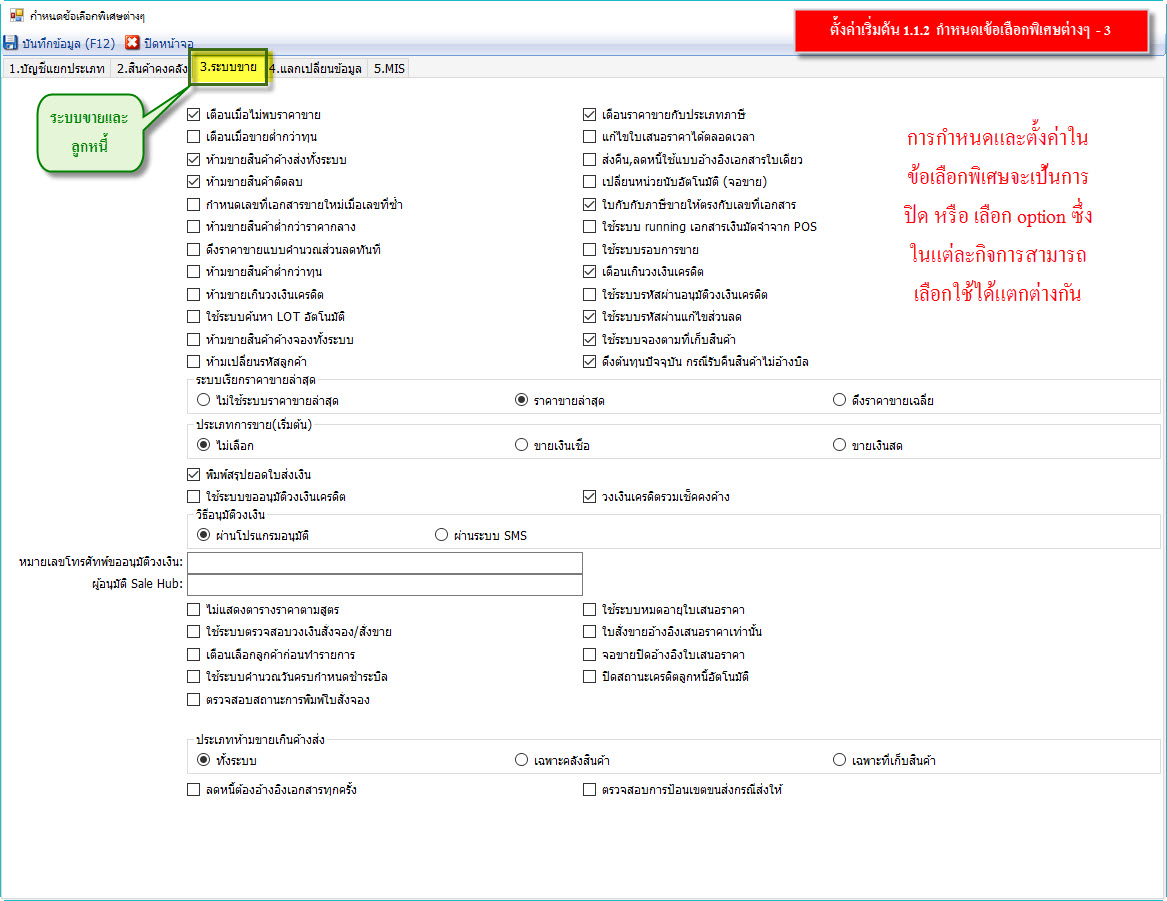 กำหนดข้อเลือกพิเศษต่างๆ
ตั้งค่าเริ่มต้น 1.1.2 กำหนดเข้อเลือกพิเศษต่างๆ - 3
บันทึกข้อมูล (F12) ปิดหน้าจอ
1.บัญชีแยกประเภท 2.สินค้าคงคลัง 3.ระบบขาย 4.แลกเปลี่ยนข้อมูล 5.MIS
ระบบขายและ
ลูกหนี้
การกำหนดและตั้งค่าใน
ข้อเลือกพิเศษจะเป็นการ
ปิด หรือ เลือก option ซึ่ง
ในแต่ละกิจการสามารถ
เลือกใช้ได้แตกต่างกัน
เตือนเมื่อไม่พบราคาขาย เตือนราคาขายกับประเภทภาษี
เตือนเมื่อขายต่ำกว่าทุน แก้ไขใบเสนอราคาได้ตลอดเวลา
ห้ามขายสินค้าค้างส่งทั้งระบบ ส่งคืน,ลดหนี้ใช้แบบอ้างอิงเอกสารใบเดียว
ห้ามขายสินค้าติดลบ เปลี่ยนหน่วยนับอัตโนมัติ (จอขาย)
กำหนดเลขที่เอกสารขายใหม่เมื่อเลขที่ซ้ำ ใบกับกับภาษีขายให้ตรงกับเลขที่เอกสาร
ห้ามขายสินค้าต่ำกว่าราคากลาง ใช้ระบบ running เอกสารเงินมัดจำจาก POS
ดึงราคาขายแบบคำนวณส่วนลดทันที ใช้ระบบรอบการขาย
ห้ามขายสินค้าต่ำกว่าทุน เตือนเกินวงเงินเครดิต
ห้ามขายเกินวงเงินเครดิต ใช้ระบบรหัสผ่านอนุมัติวงเงินเครดิต
ใช้ระบบค้นหา LOT อัตโนมัติ ใช้ระบบรหัสผ่านแก้ไขส่วนลด
ห้ามขายสินค้าค้างจองทั้งระบบ ใช้ระบบจองตามที่เก็บสินค้า
ห้ามเปลี่ยนรหัสลูกค้า ดึงต้นทุนปัจจุบัน กรณีรับคืนสินค้าไม่อ้างบิล
ระบบเรียกราคาขายล่าสุด
ไม่ใช้ระบบราคาขายล่าสุด ราคาขายล่าสุด ดึงราคาขายเฉลี่ย
ประเภทการขาย(เริ่มต้น)
ไม่เลือก ขายเงินเชื่อ ขายเงินสด
พิมพ์สรุปยอดใบส่งเงิน
ใช้ระบบขออนุมัติวงเงินเครดิต วงเงินเครดิตรวมเช็คคงค้าง
วิธีอนุมัติวงเงิน
ผ่านโปรแกรมอนุมัติ ผ่านระบบ SMS
หมายเลขโทรศัทพ์ขออนุมัติวงเงิน:
ผู้อนุมัติ Sale Hub:
ไม่แสดงตารางราคาตามสูตร ใช้ระบบหมดอายุใบเสนอราคา
ใช้ระบบตรวจสอบวงเงินสั่งจอง/สั่งขาย ใบสั่งขายอ้างอิงเสนอราคาเท่านั้น
เตือนเลือกลูกค้าก่อนทำรายการ จอขายปิดอ้างอิงใบเสนอราคา
ใช้ระบบคำนวณวันครบกำหนดชำระบิล ปิดสถานะเครดิตลูกหนี้อัตโนมัติ
ตรวจสอบสถานะการพิมพ์ใบสั่งจอง
ประเภทห้ามขายเกินค้างส่ง
ทั้งระบบ เฉพาะคลังสินค้า เฉพาะที่เก็บสินค้า
ลดหนี้ต้องอ้างอิงเอกสารทุกครั้ง ตรวจสอบการป้อนเขตขนส่งกรณีส่งให้